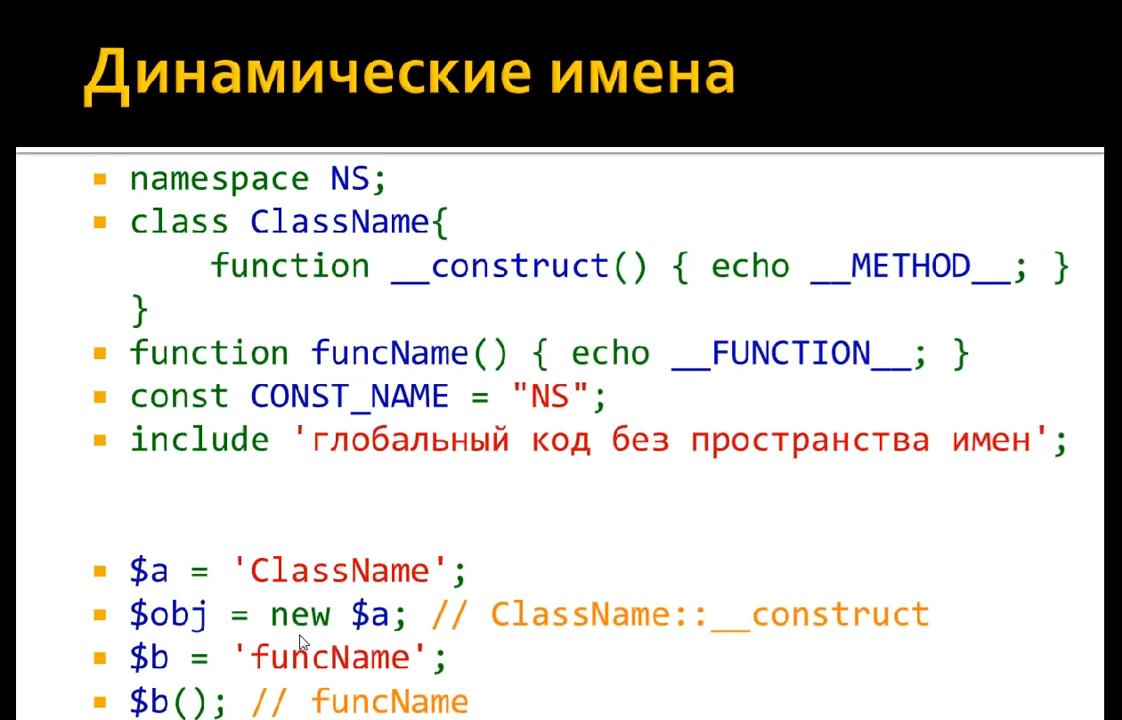 Динамические имена
namespace NS;
class ClassName{
function __construct() { echo __METHOD__; }
}
function funcName() { echo __FUNCTION__; }
const CONST_NAME = "NS";
include 'глобальный код без пространства имен';
$a = 'ClassName';
$obj = new $a; // ClassName::__construct
$b = 'funcName';
$b(); // funcName